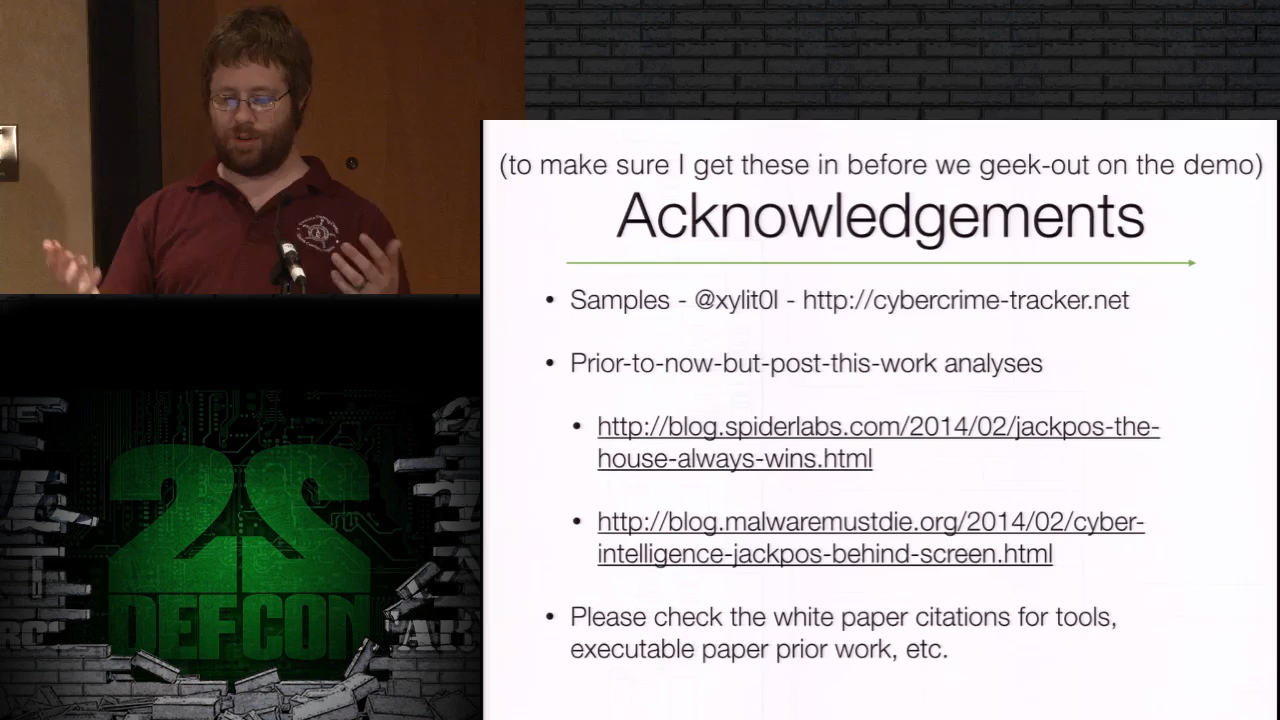 (to make sure I get these in before we geek-out on the demo)
Acknowledgements
• Samples - @xylit0l - http://cybercrime-tracker.net
• Prior-to-now-but-post-this-work analyses
• http://blog.spiderlabs.com/2014/02/jackpos-the-
house-always-wins.html
• http://blog.malwaremustdie.org/2014/02/cyber-
intelligence-jackpos-behind-screen.html
• Please check the white paper citations for tools,
executable paper prior work, etc.
22
DEFCON